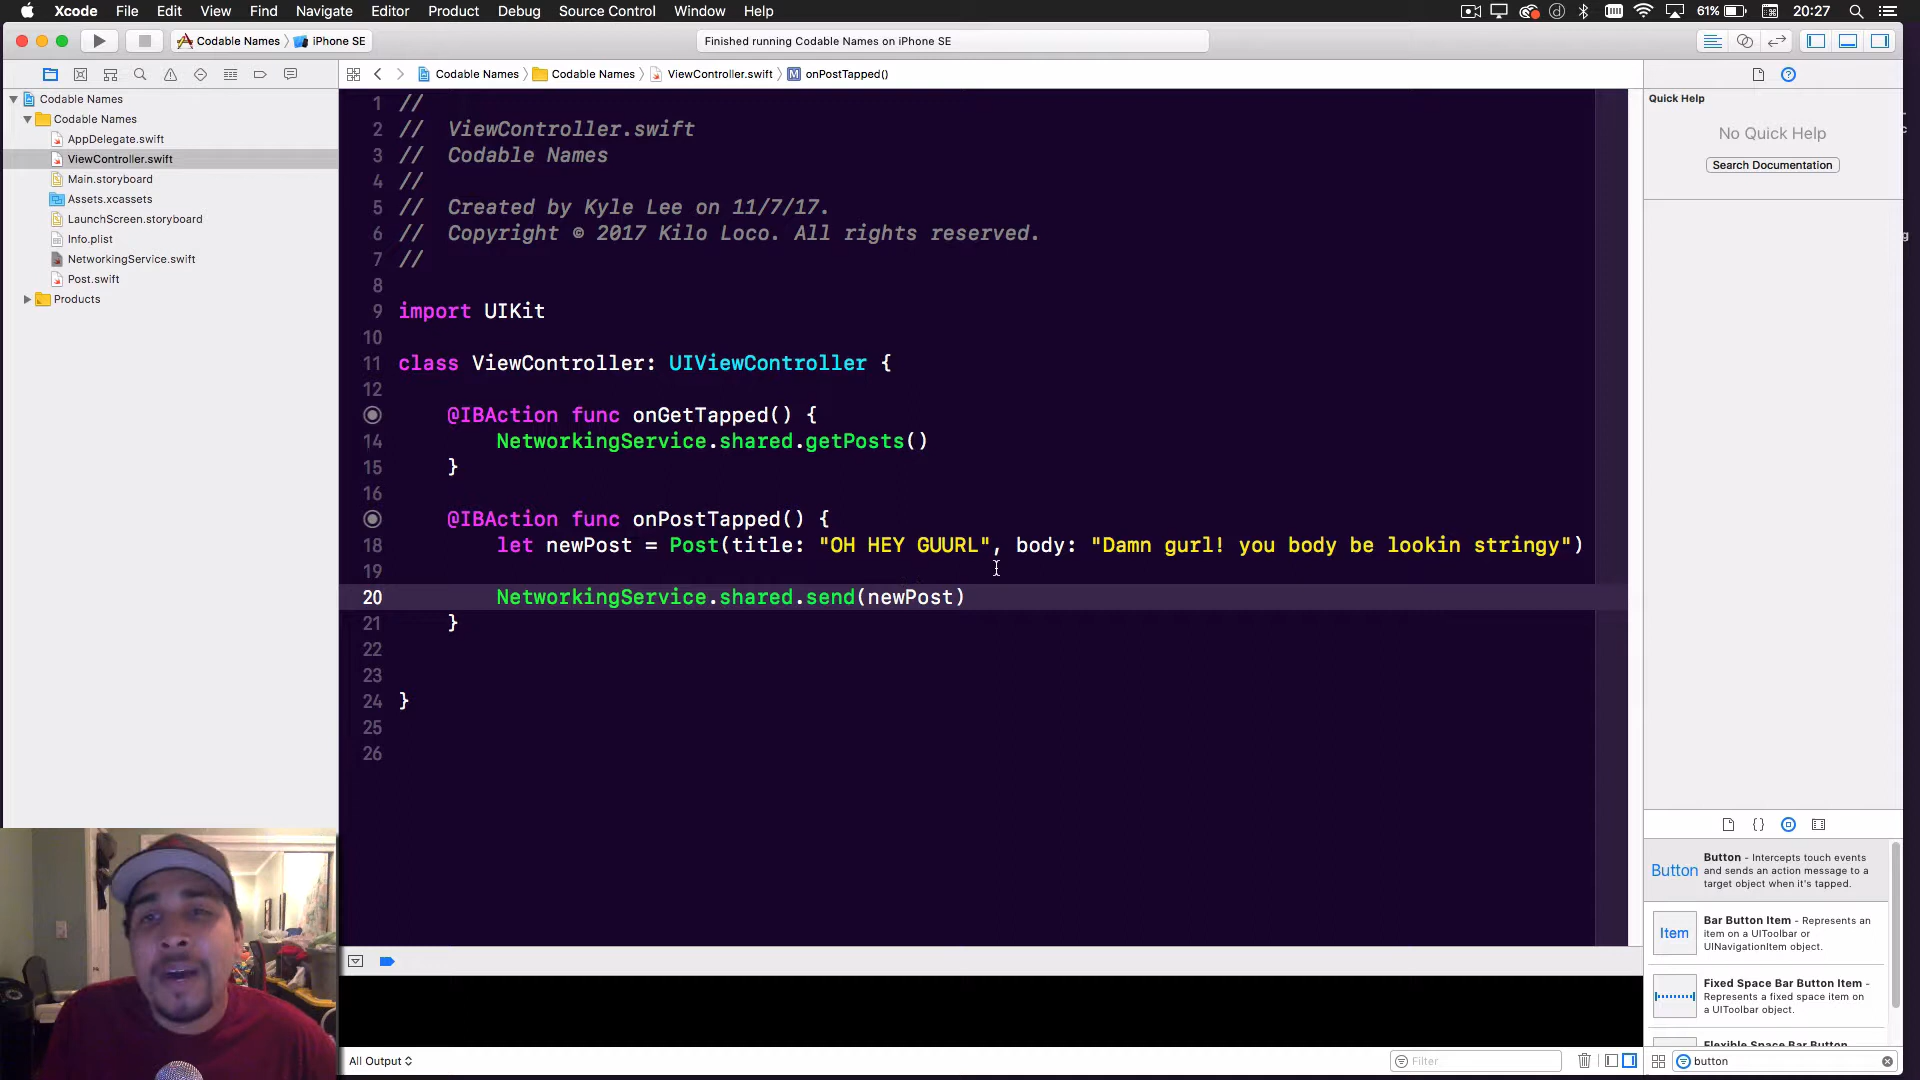 Xcode File Edit View Find Navigate Editor Product Debug Source Control Window Help 61% 20:27
Codable Names iPhone SE Finished running Codable Names on iPhone SE
Codable Names Codable Names ViewController.swift M onPostTapped()
Codable Names
Codable Names
AppDelegate.swift
ViewController.swift
Main.storyboard
Assets.xcassets
LaunchScreen.storyboard
Info.plist
NetworkingService.swift
Post.swift
Products
1 //
2 // ViewController.swift
3 // Codable Names
4 //
5 // Created by Kyle Lee on 11/7/17.
6 // Copyright © 2017 Kilo Loco. All rights reserved.
7 //
8
9 import UIKit
10
11 class ViewController: UIViewController {
12
@IBAction func onGetTapped() {
14 NetworkingService.shared.getPosts()
15 }
16
@IBAction func onPostTapped() {
18 let newPost = Post(title: "OH HEY GUURL", body: "Damn gurl! you body be lookin stringy")
19
20 NetworkingService.shared.send(newPost)
21 }
22
23
24 }
25
26
All Output
Filter
Quick Help
No Quick Help
Search Documentation
Button
Button - Intercepts touch events
and sends an action message to a
target object when it's tapped.
Item
Bar Button Item - Represents an
item on a UIToolbar or
UINavigationItem object.
Fixed Space Bar Button Item -
Represents a fixed space item on
a UIToolbar object.
Flexible Space Bar Button
button